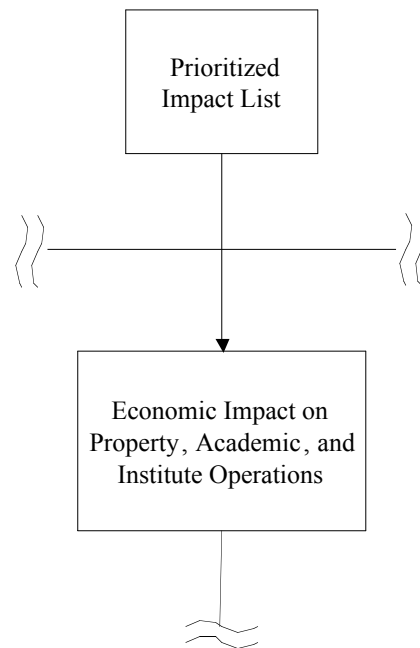 Prioritized
Impact List
Economic Impact on
Property, Academic, and
Institute Operations